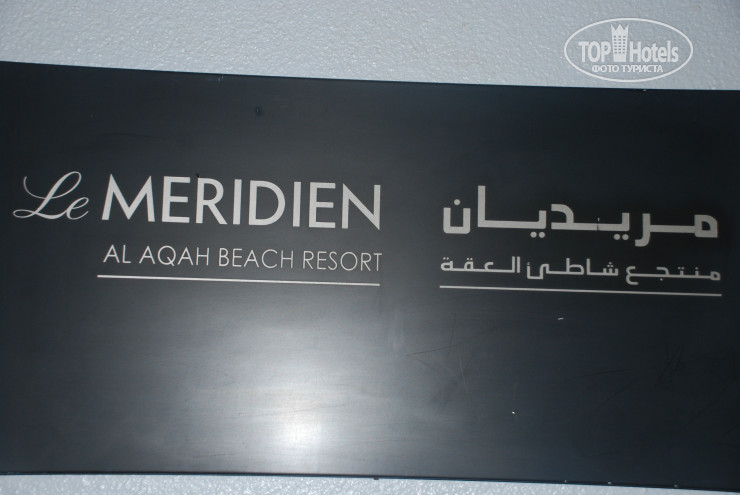 TOP Hotels
ФОТО ТУРИСТА
Le MERIDIEN
AL AQAH BEACH RESORT
مريديان
منتجع شاطئ العقة